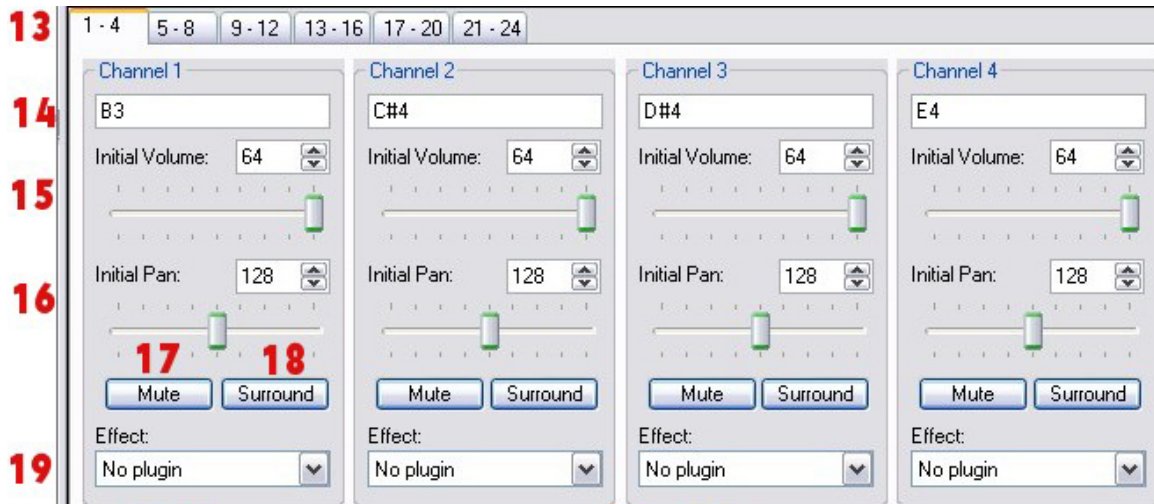 13 1 - 4 5 - 8 9 - 12 13 - 16 17 - 20 21 - 24
Channel 1 Channel 2 Channel 3 Channel 4
14 B3 C#4 D#4 E4
Initial Volume: 64 Initial Volume: 64 Initial Volume: 64 Initial Volume: 64
15
Initial Pan: 128 Initial Pan: 128 Initial Pan: 128 Initial Pan: 128
16
17 18
Mute Surround Mute Surround Mute Surround Mute Surround
Effect: Effect: Effect: Effect:
19 No plugin No plugin No plugin No plugin